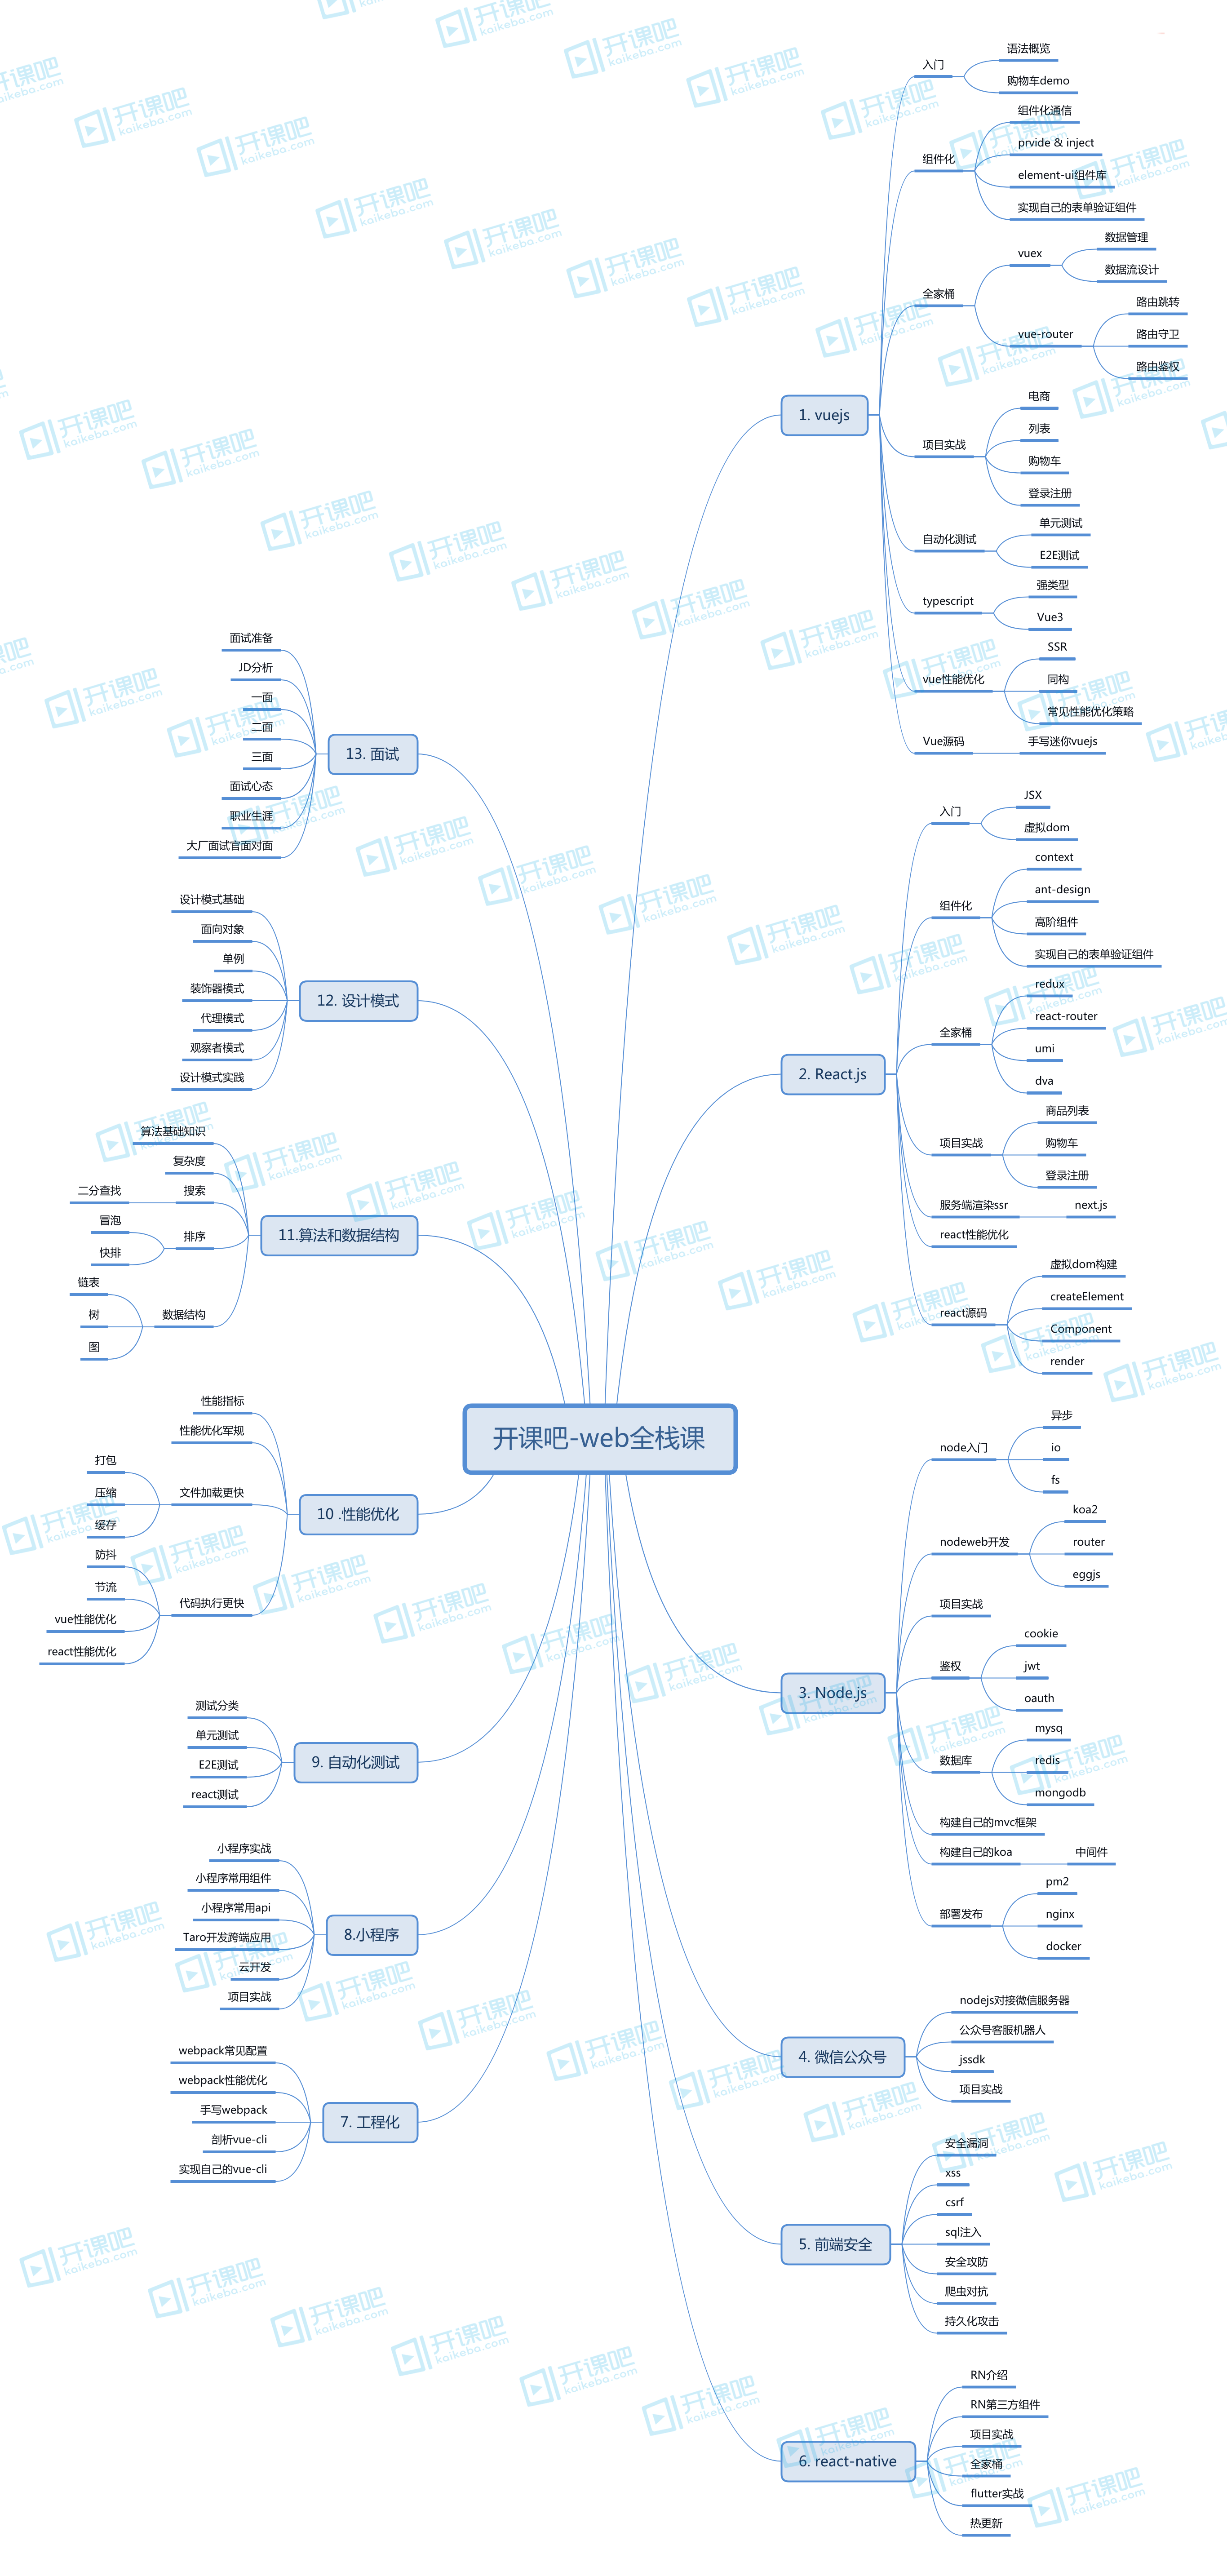 开课吧-web全栈课
1. vuejs
入门
语法概览
购物车demo
组件化
组件化通信
prvide & inject
element-ui组件库
实现自己的表单验证组件
全家桶
vuex
数据管理
数据流设计
vue-router
路由跳转
路由守卫
路由鉴权
项目实战
电商
列表
购物车
登录注册
自动化测试
单元测试
E2E测试
typescript
强类型
Vue3
vue性能优化
SSR
同构
常见性能优化策略
Vue源码
手写迷你vuejs
2. React.js
入门
JSX
虚拟dom
组件化
context
ant-design
高阶组件
实现自己的表单验证组件
全家桶
redux
react-router
umi
dva
项目实战
商品列表
购物车
登录注册
服务端渲染ssr
next.js
react性能优化
react源码
虚拟dom构建
createElement
Component
render
3. Node.js
node入门
异步
io
fs
nodeweb开发
koa2
router
eggjs
项目实战
鉴权
cookie
jwt
oauth
数据库
mysq
redis
mongodb
构建自己的mvc框架
构建自己的koa
中间件
部署发布
pm2
nginx
docker
4. 微信公众号
nodejs对接微信服务器
公众号客服机器人
jssdk
项目实战
5. 前端安全
安全漏洞
xss
csrf
sql注入
安全攻防
爬虫对抗
持久化攻击
6. react-native
RN介绍
RN第三方组件
项目实战
全家桶
flutter实战
热更新
7. 工程化
webpack常见配置
webpack性能优化
手写webpack
剖析vue-cli
实现自己的vue-cli
8.小程序
小程序实战
小程序常用组件
小程序常用api
Taro开发跨端应用
云开发
项目实战
9. 自动化测试
测试分类
单元测试
E2E测试
react测试
10 .性能优化
性能指标
性能优化军规
文件加载更快
打包
压缩
缓存
代码执行更快
防抖
节流
vue性能优化
react性能优化
11.算法和数据结构
算法基础知识
复杂度
搜索
二分查找
排序
冒泡
快排
数据结构
链表
树
图
12. 设计模式
设计模式基础
面向对象
单例
装饰器模式
代理模式
观察者模式
设计模式实践
13. 面试
面试准备
JD分析
一面
二面
三面
面试心态
职业生涯
大厂面试官面对面
开课吧
kaikeba.com